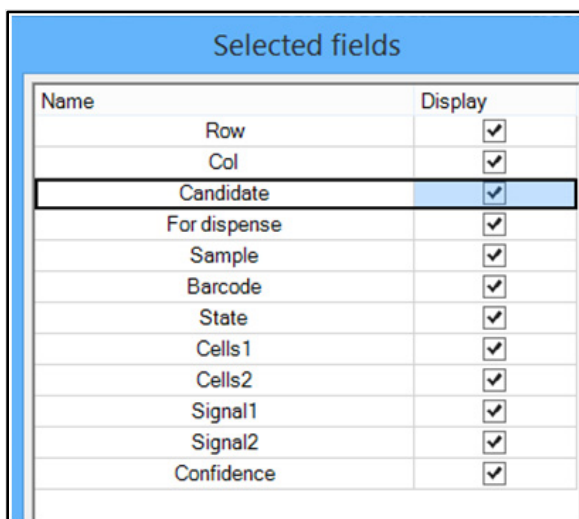 Selected fields
Name Display
Row
Col
Candidate
For dispense
Sample
Barcode
State
Cells1
Cells2
Signal1
Signal2
Confidence